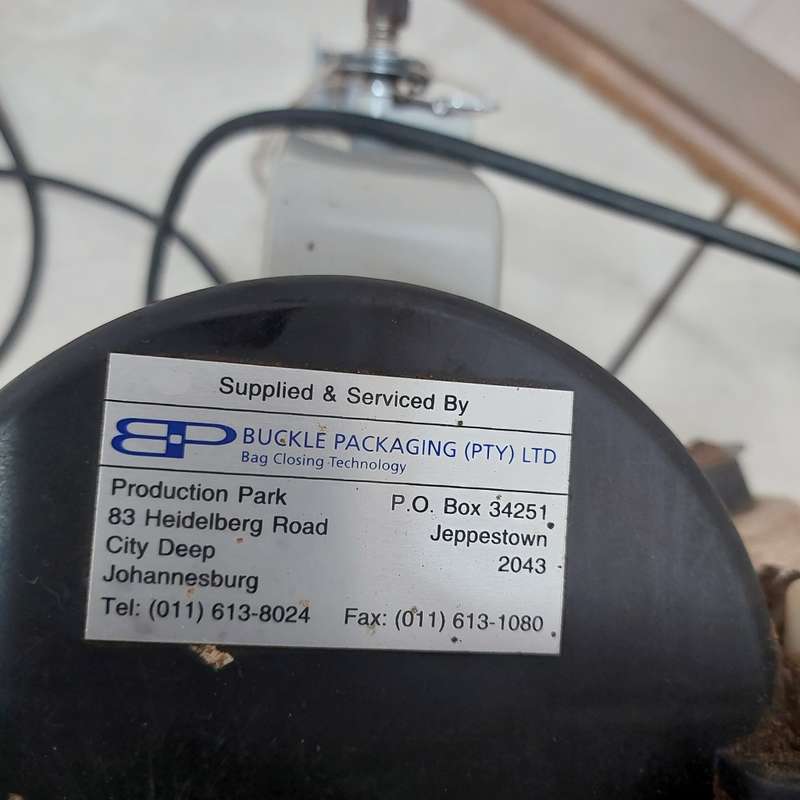 Supplied & Serviced By
BP BUCKLE PACKAGING (PTY) LTD
Bag Closing Technology
Production Park
83 Heidelberg Road
City Deep
Johannesburg
Tel: (011) 613-8024
P.O. Box 34251
Jeppestown
2043
Fax: (011) 613-1080